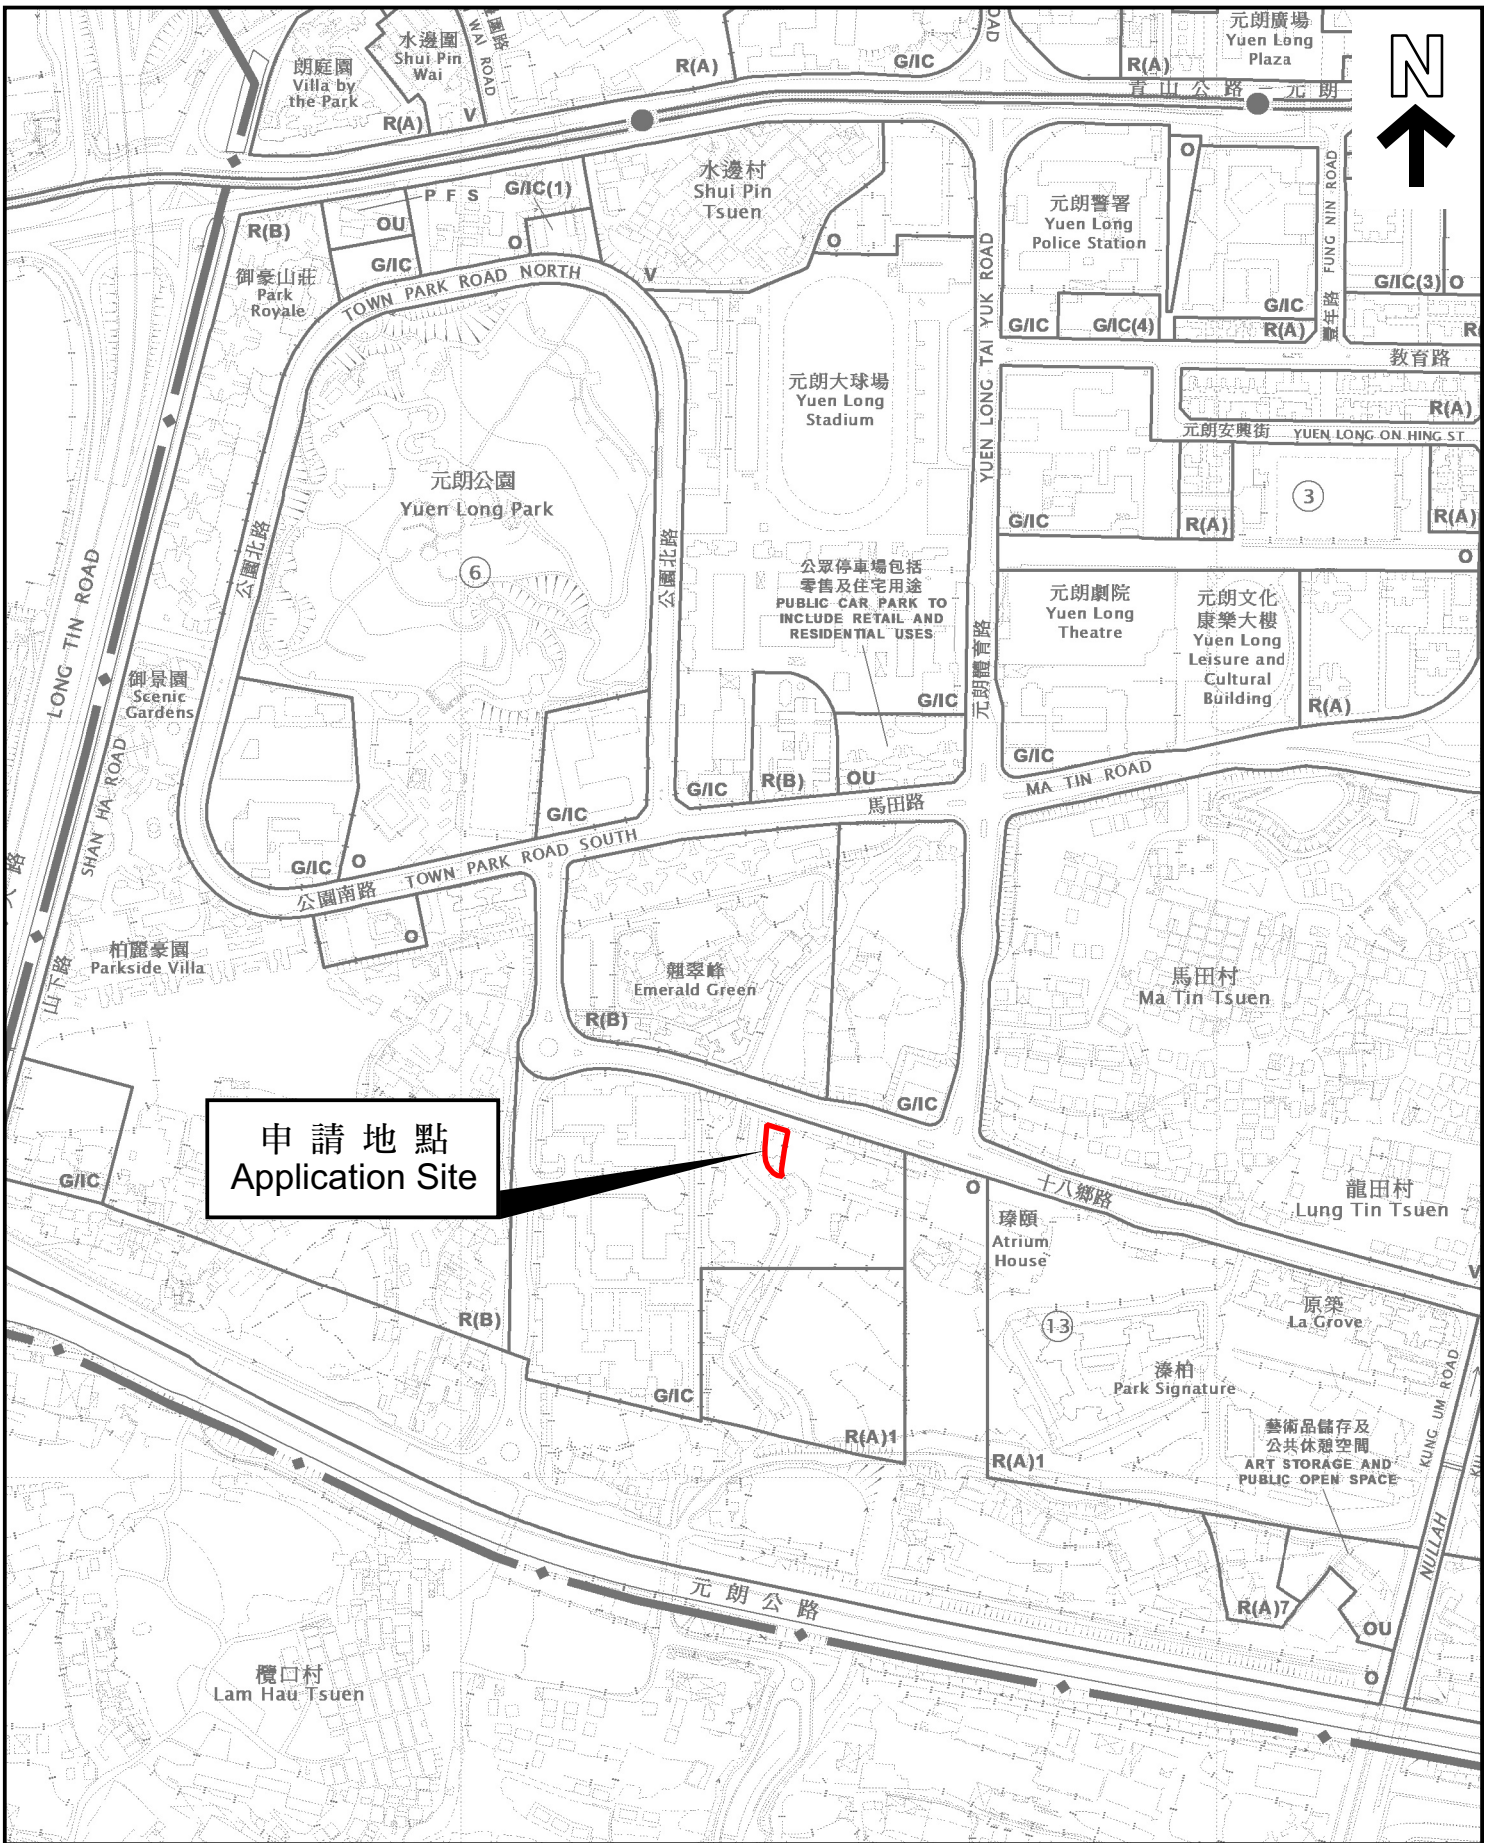 水邊圍
Shui Pin
Wai
WAI ROAD
朗庭園
Villa by
the Park
R(A)
V
R(A)
G/IC
R(A)
元朗廣場
Yuen Long
Plaza
N
青山公路 - 元朗
P F S
G/IC(1)
水邊村
Shui Pin
Tsuen
O
V
R(B)
OU
G/IC
O
御豪山莊
Park
Royale
TOWN PARK ROAD NORTH
元朗警署
Yuen Long
Police Station
O
FUNG NIN ROAD
豐年路
G/IC
G/IC(4)
G/IC
R(A)
G/IC(3)
O
教育路
YUEN LONG TAI YUK ROAD
元朗體育路
元朗大球場
Yuen Long
Stadium
R(A)
元朗安興街
YUEN LONG ON HING ST
元朗公園
Yuen Long Park
6
公園北路
公園北路
G/IC
R(A)
3
R(A)
O
公眾停車場包括
零售及住宅用途
PUBLIC CAR PARK TO
INCLUDE RETAIL AND
RESIDENTIAL USES
元朗劇院
Yuen Long
Theatre
元朗文化
康樂大樓
Yuen Long
Leisure and
Cultural
Building
R(A)
LONG TIN ROAD
御景園
Scenic
Gardens
SHAN HA ROAD
山下路
G/IC
G/IC
R(B)
OU
G/IC
馬田路
MA TIN ROAD
G/IC
G/IC
O
公園南路
TOWN PARK ROAD SOUTH
O
柏麗豪園
Parkside Villa
翹翠峰
Emerald Green
馬田村
Ma Tin Tsuen
R(B)
G/IC
申請地點
Application Site
G/IC
O
十八鄉路
龍田村
Lung Tin Tsuen
瑧頤
Atrium
House
V
原築
La Grove
R(B)
13
溱柏
Park Signature
KUNG UM ROAD
G/IC
R(A)1
R(A)1
藝術品儲存及
公共休憩空間
ART STORAGE AND
PUBLIC OPEN SPACE
NULLAH
元朗公路
R(A)7
OU
O
欖口村
Lam Hau Tsuen